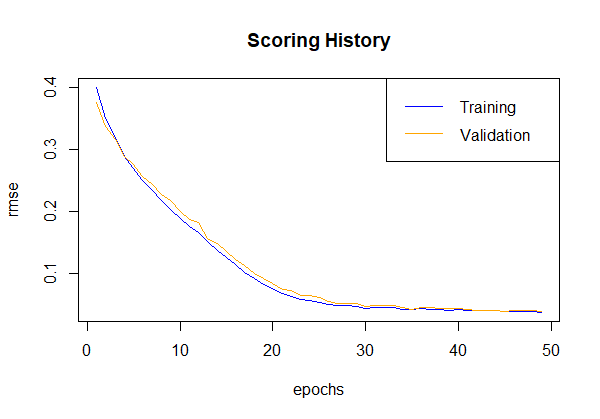 Scoring History
Training
Validation
rmse
0.4
0.3
0.2
0.1
0 10 20 30 40 50
epochs